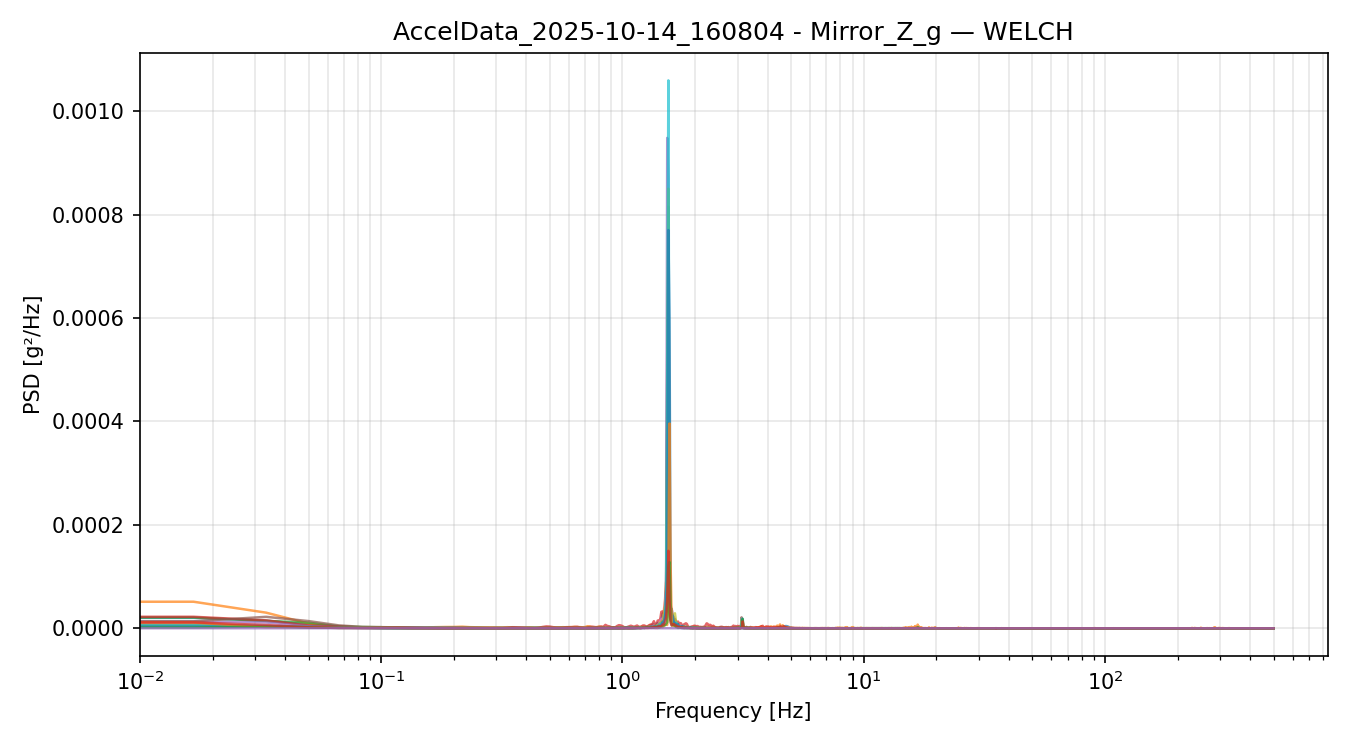 AccelData_2025-10-14_160804 - Mirror_Z_g — WELCH
PSD [g²/Hz]
0.0010
0.0008
0.0006
0.0004
0.0002
0.0000
10⁻² 10⁻¹ 10⁰ 10¹ 10²
Frequency [Hz]